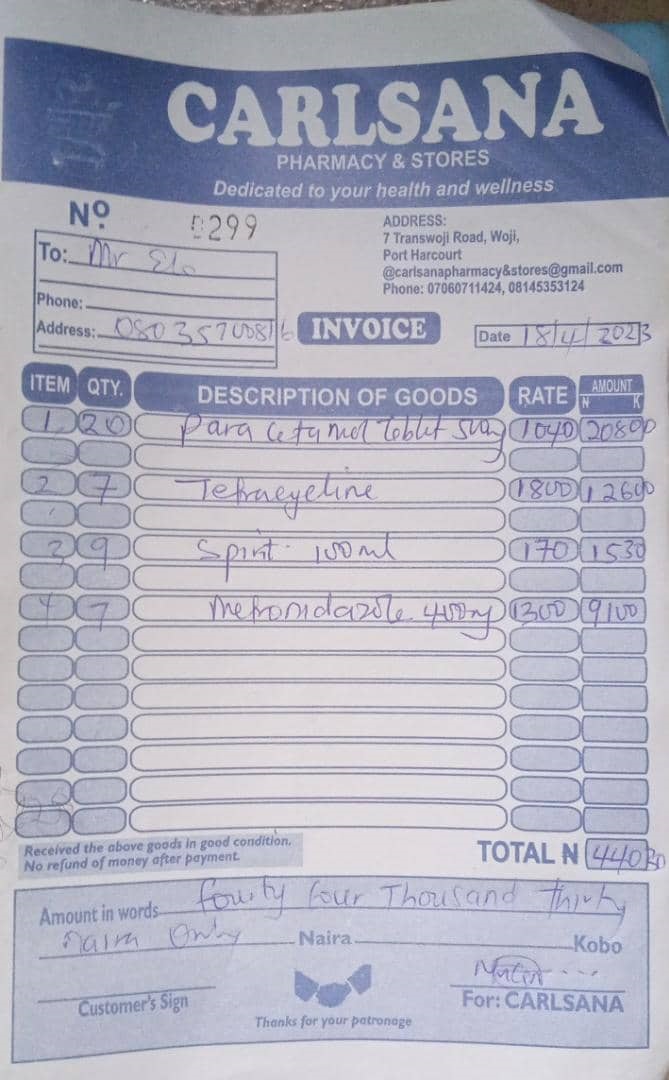 CARLSANA
PHARMACY & STORES
Dedicated to your health and wellness
Nº 0299
ADDRESS:
7 Transwoji Road, Woji,
Port Harcourt
@carlsanapharmacy&stores@gmail.com
Phone: 07060711424, 08145353124
To: Mr Elo
Phone:
Address: 08035700816
INVOICE
Date 18/4/2023
ITEM QTY. DESCRIPTION OF GOODS RATE AMOUNT
N K
1 20 Paracetamol Tablet 1040 20800
2 7 Tetracycline 1800 12600
3 9 Spirit 100ml 170 1530
4 7 Metronidazole 400mg 1300 9100
Received the above goods in good condition.
No refund of money after payment.
TOTAL N 44030
Amount in words fourty four Thousand thirty
naira Only Naira Kobo
Customer's Sign
For: CARLSANA
Thanks for your patronage